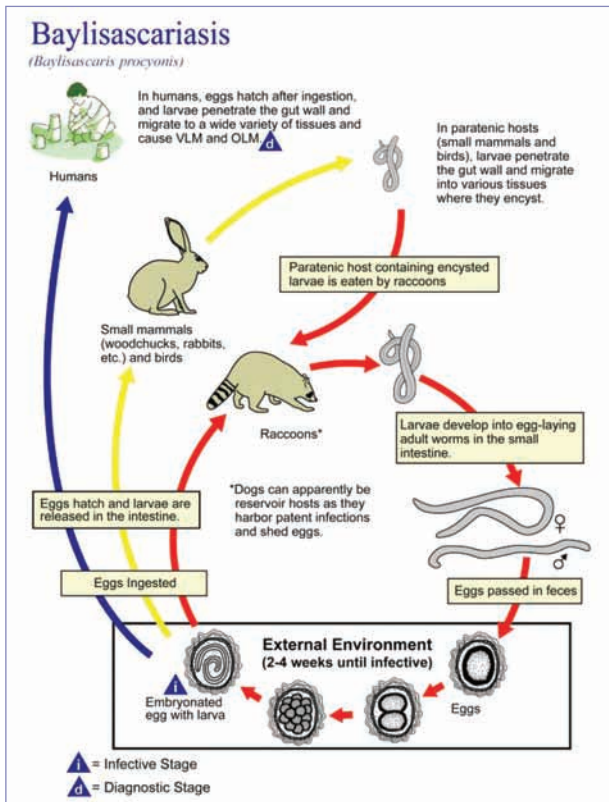 Baylisascariasis
(Baylisascaris procyonis)
In humans, eggs hatch after ingestion,
and larvae penetrate the gut wall and
migrate to a wide variety of tissues and
cause VLM and OLM.
d
Humans
In paratenic hosts
(small mammals and
birds), larvae penetrate
the gut wall and migrate
into various tissues
where they encyst.
Paratenic host containing encysted
larvae is eaten by raccoons
Small mammals
(woodchucks, rabbits,
etc.) and birds
Raccoons*
Larvae develop into egg-laying
adult worms in the small
intestine.
*Dogs can apparently be
reservoir hosts as they
harbor patent infections
and shed eggs.
Eggs hatch and larvae are
released in the intestine.
♀
♂
Eggs Ingested
Eggs passed in feces
External Environment
(2-4 weeks until infective)
i
Embryonated
egg with larva
Eggs
i = Infective Stage
d = Diagnostic Stage